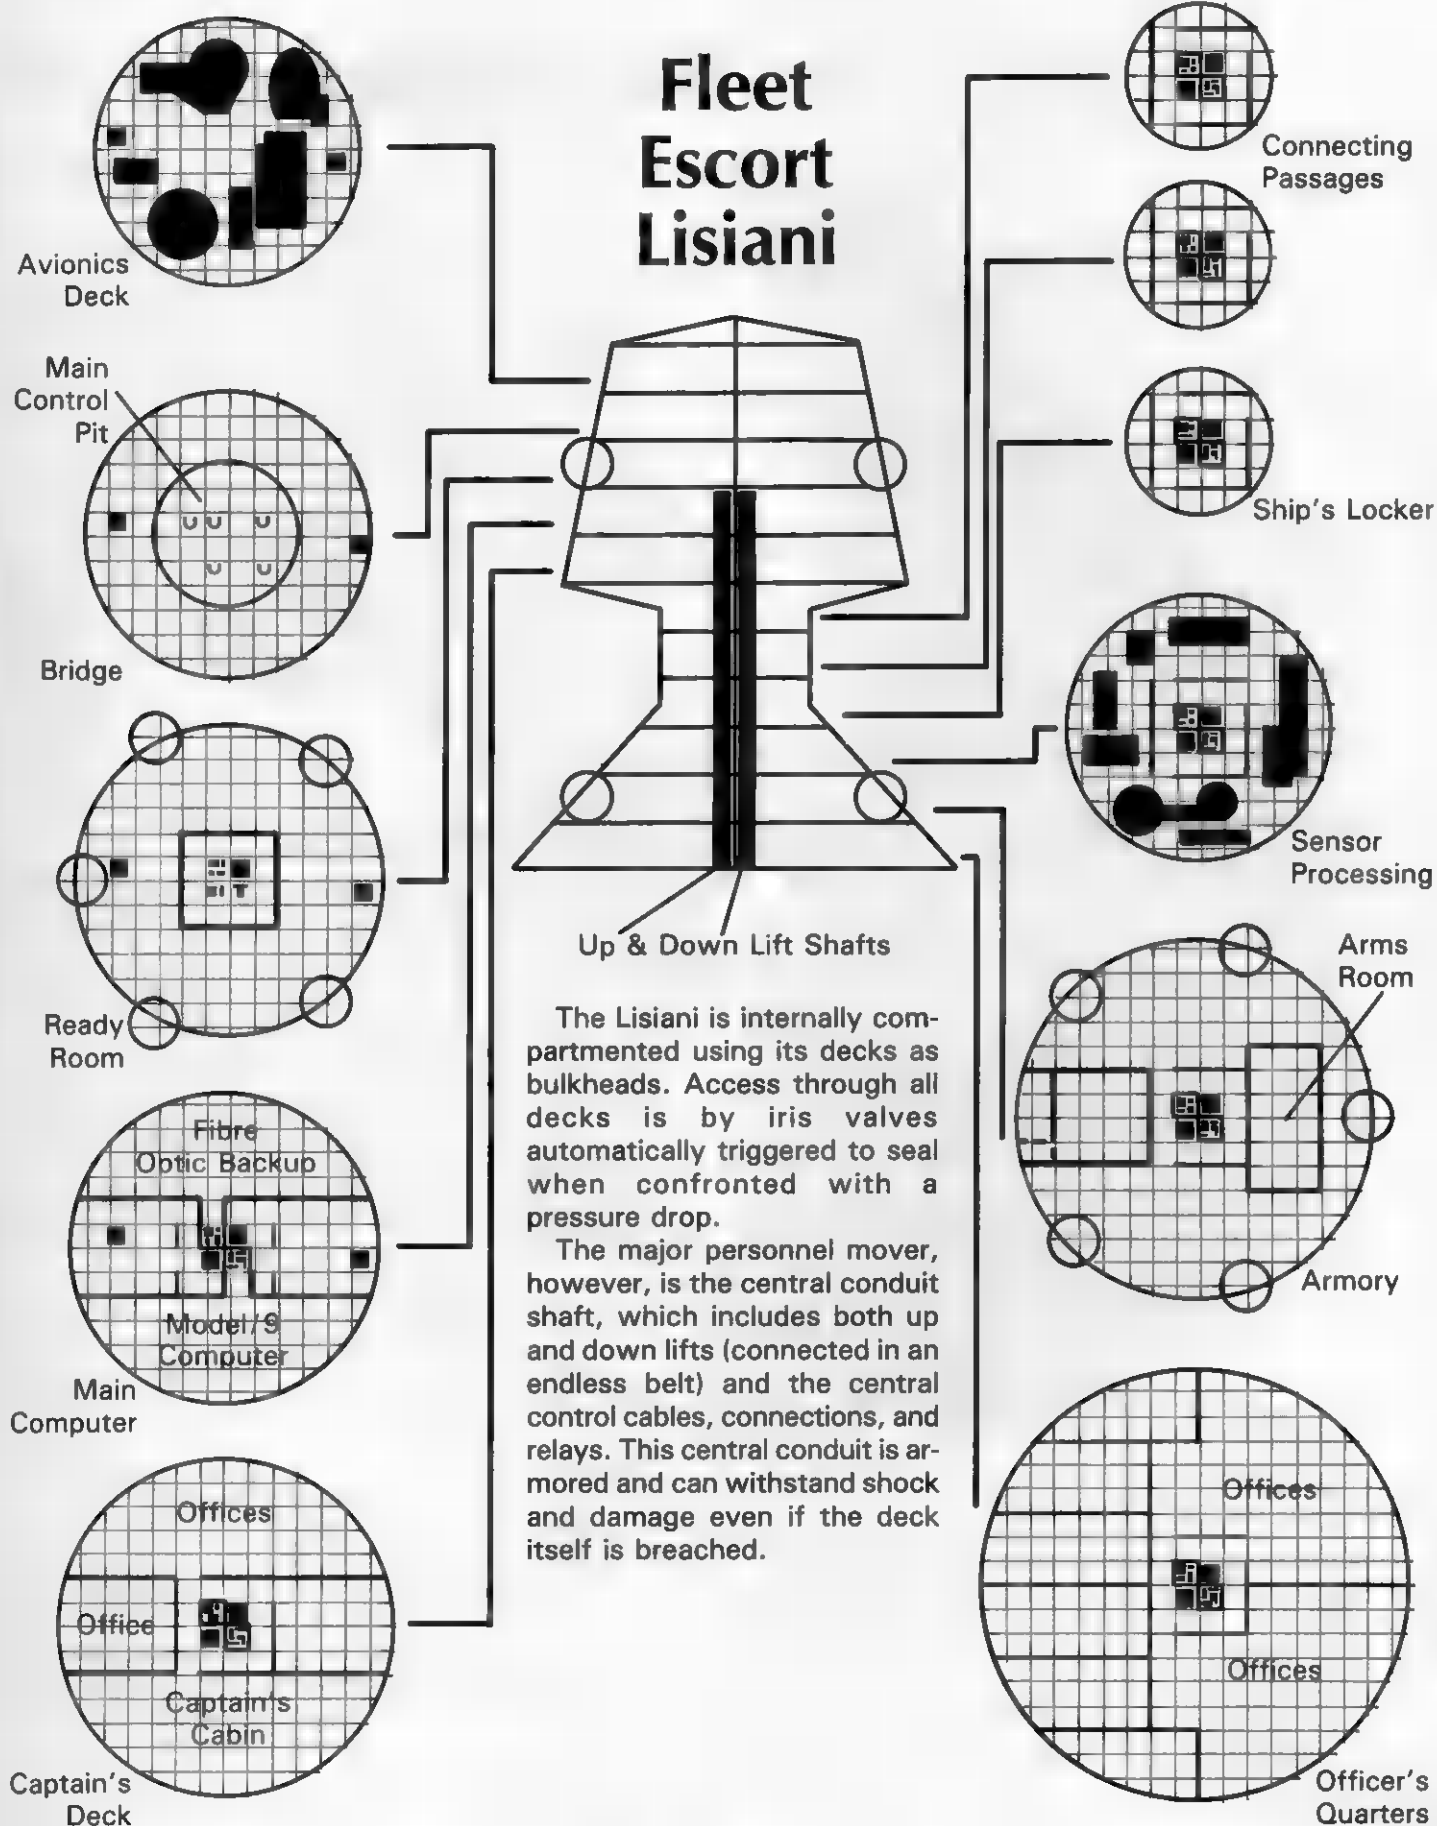 Fleet
Escort
Lisiani
Avionics
Deck
Main
Control
Pit
Bridge
Ready
Room
Fibre
Optic Backup
Model/9
Computer
Main
Computer
Offices
Office
Captain's
Cabin
Captain's
Deck
Up & Down Lift Shafts
The Lisiani is internally com-
partmented using its decks as
bulkheads. Access through all
decks is by iris valves
automatically triggered to seal
when confronted with a
pressure drop.
The major personnel mover,
however, is the central conduit
shaft, which includes both up
and down lifts (connected in an
endless belt) and the central
control cables, connections, and
relays. This central conduit is ar-
mored and can withstand shock
and damage even if the deck
itself is breached.
Connecting
Passages
Ship's Locker
Sensor
Processing
Arms
Room
Armory
Offices
Offices
Officer's
Quarters